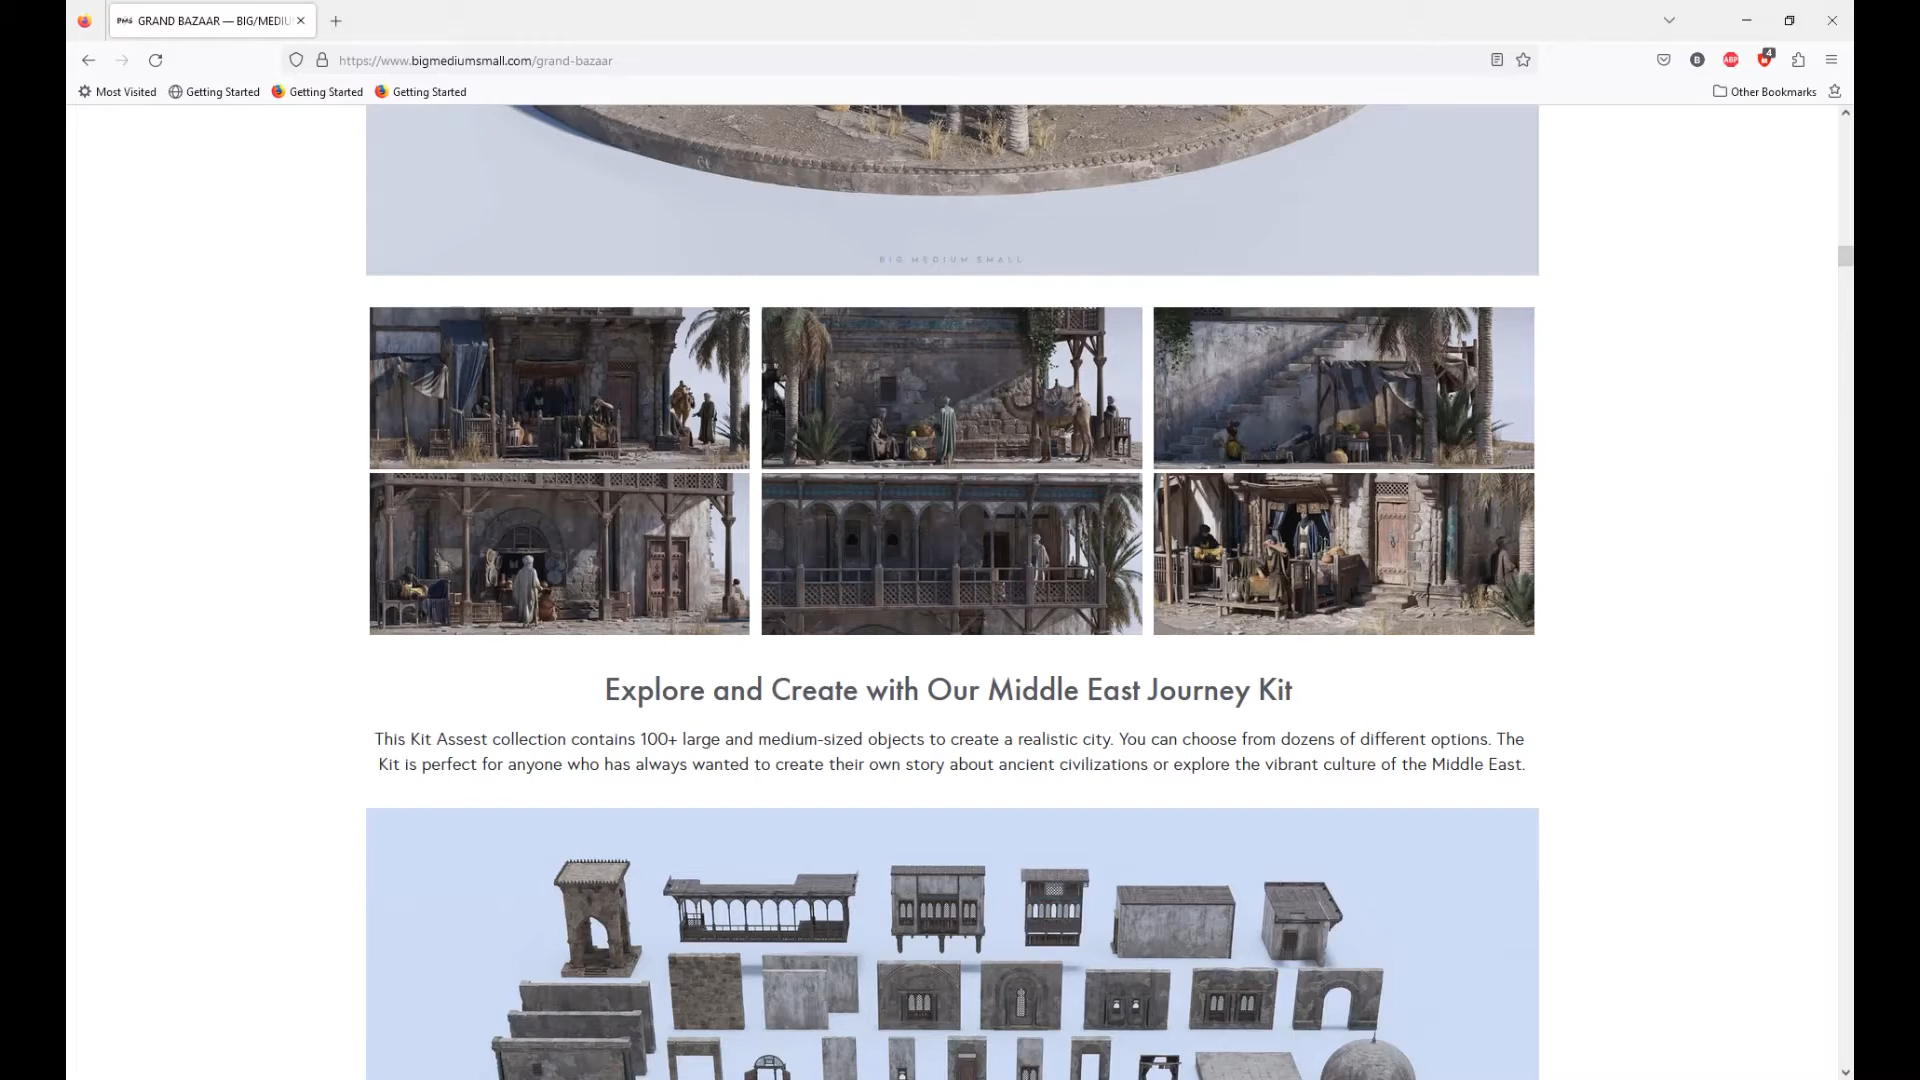 BMS GRAND BAZAAR — BIG/MEDIU
https://www.bigmediumsmall.com/grand-bazaar
B
ABP
4
Most Visited
Getting Started
Getting Started
Getting Started
Other Bookmarks
BIG MEDIUM SMALL
Explore and Create with Our Middle East Journey Kit
This Kit Assest collection contains 100+ large and medium-sized objects to create a realistic city. You can choose from dozens of different options. The
Kit is perfect for anyone who has always wanted to create their own story about ancient civilizations or explore the vibrant culture of the Middle East.